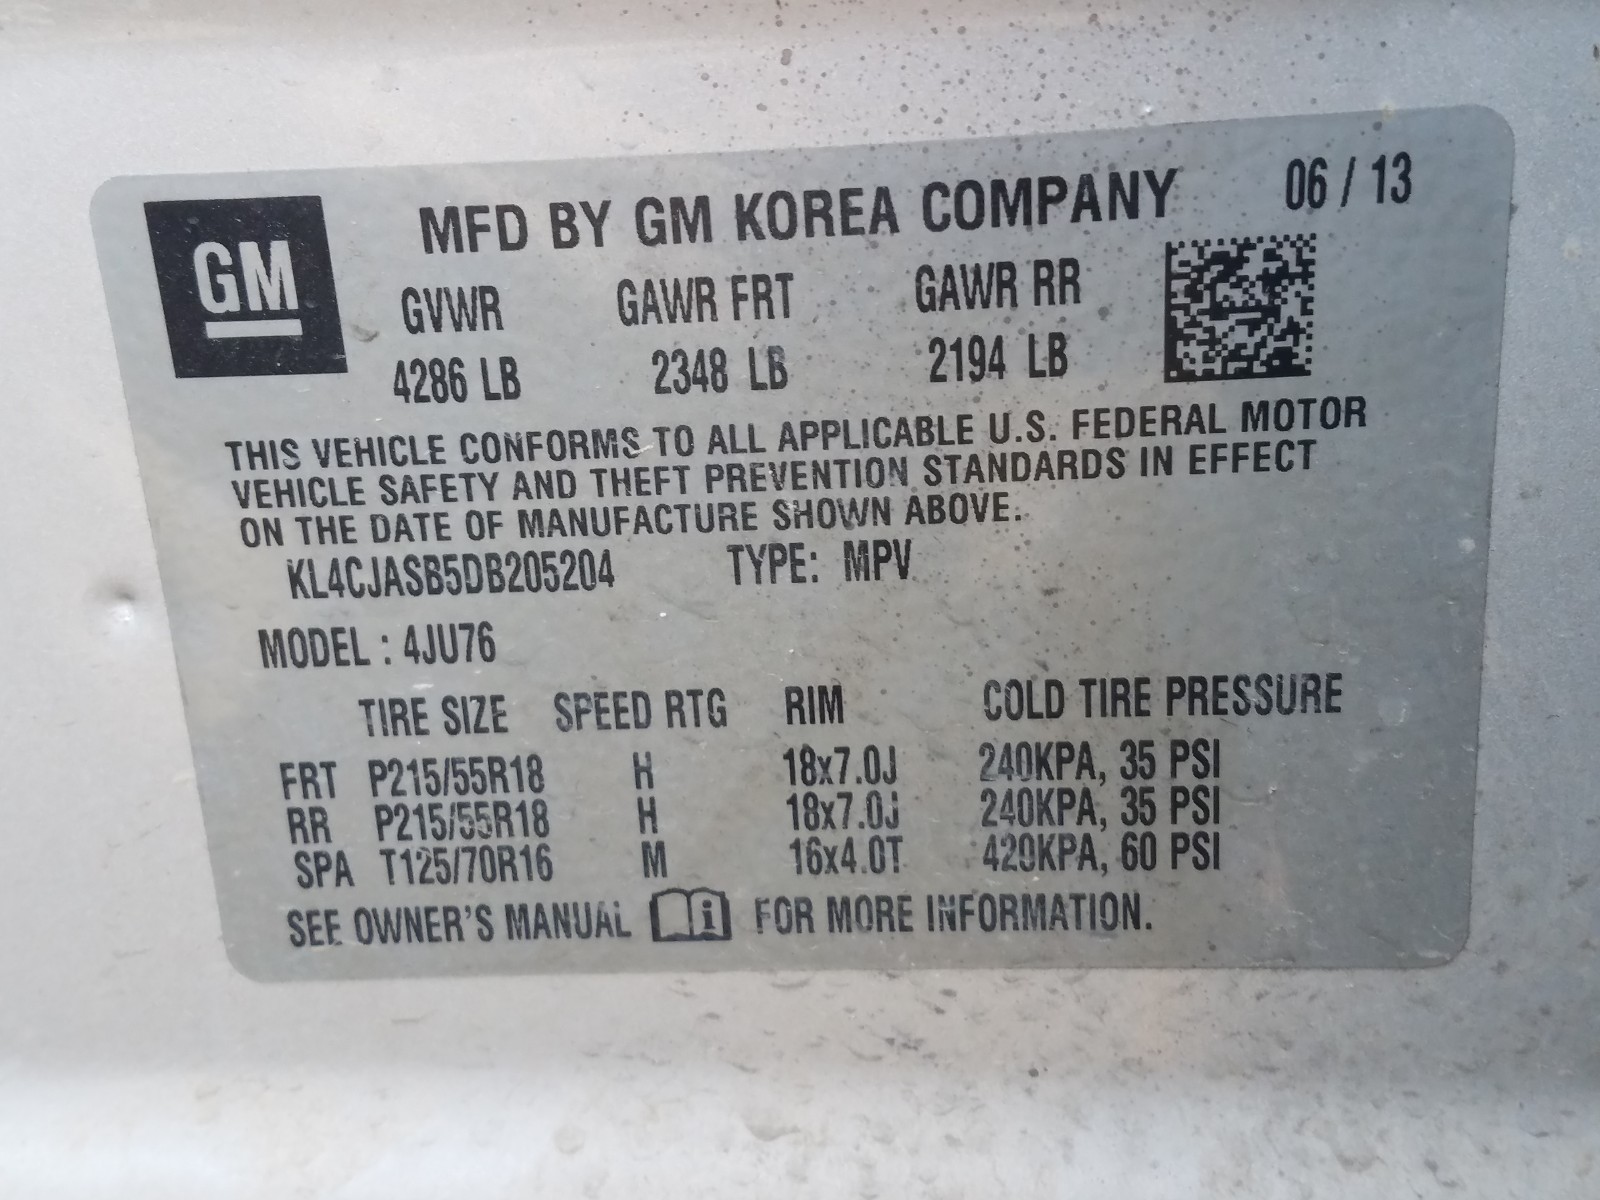 GM
MFD BY GM KOREA COMPANY 06 / 13
GVWR GAWR FRT GAWR RR
4286 LB 2348 LB 2194 LB
THIS VEHICLE CONFORMS TO ALL APPLICABLE U.S. FEDERAL MOTOR
VEHICLE SAFETY AND THEFT PREVENTION STANDARDS IN EFFECT
ON THE DATE OF MANUFACTURE SHOWN ABOVE.
KL4CJASB5DB205204 TYPE: MPV
MODEL : 4JU76
TIRE SIZE SPEED RTG RIM COLD TIRE PRESSURE
FRT P215/55R18 H 18x7.0J 240KPA, 35 PSI
RR P215/55R18 H 18x7.0J 240KPA, 35 PSI
SPA T125/70R16 M 16x4.0T 420KPA, 60 PSI
SEE OWNER'S MANUAL i FOR MORE INFORMATION.